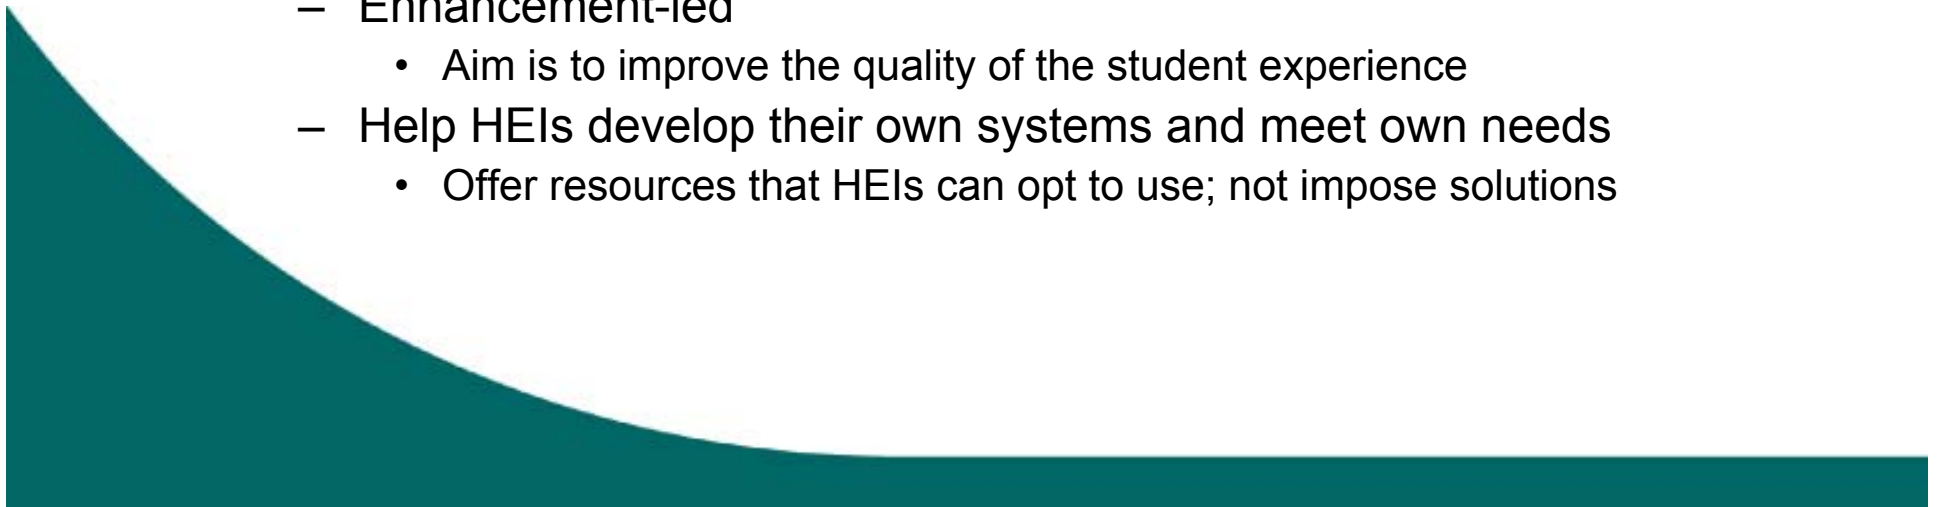 – Enhancement-led
• Aim is to improve the quality of the student experience
– Help HEIs develop their own systems and meet own needs
• Offer resources that HEIs can opt to use; not impose solutions